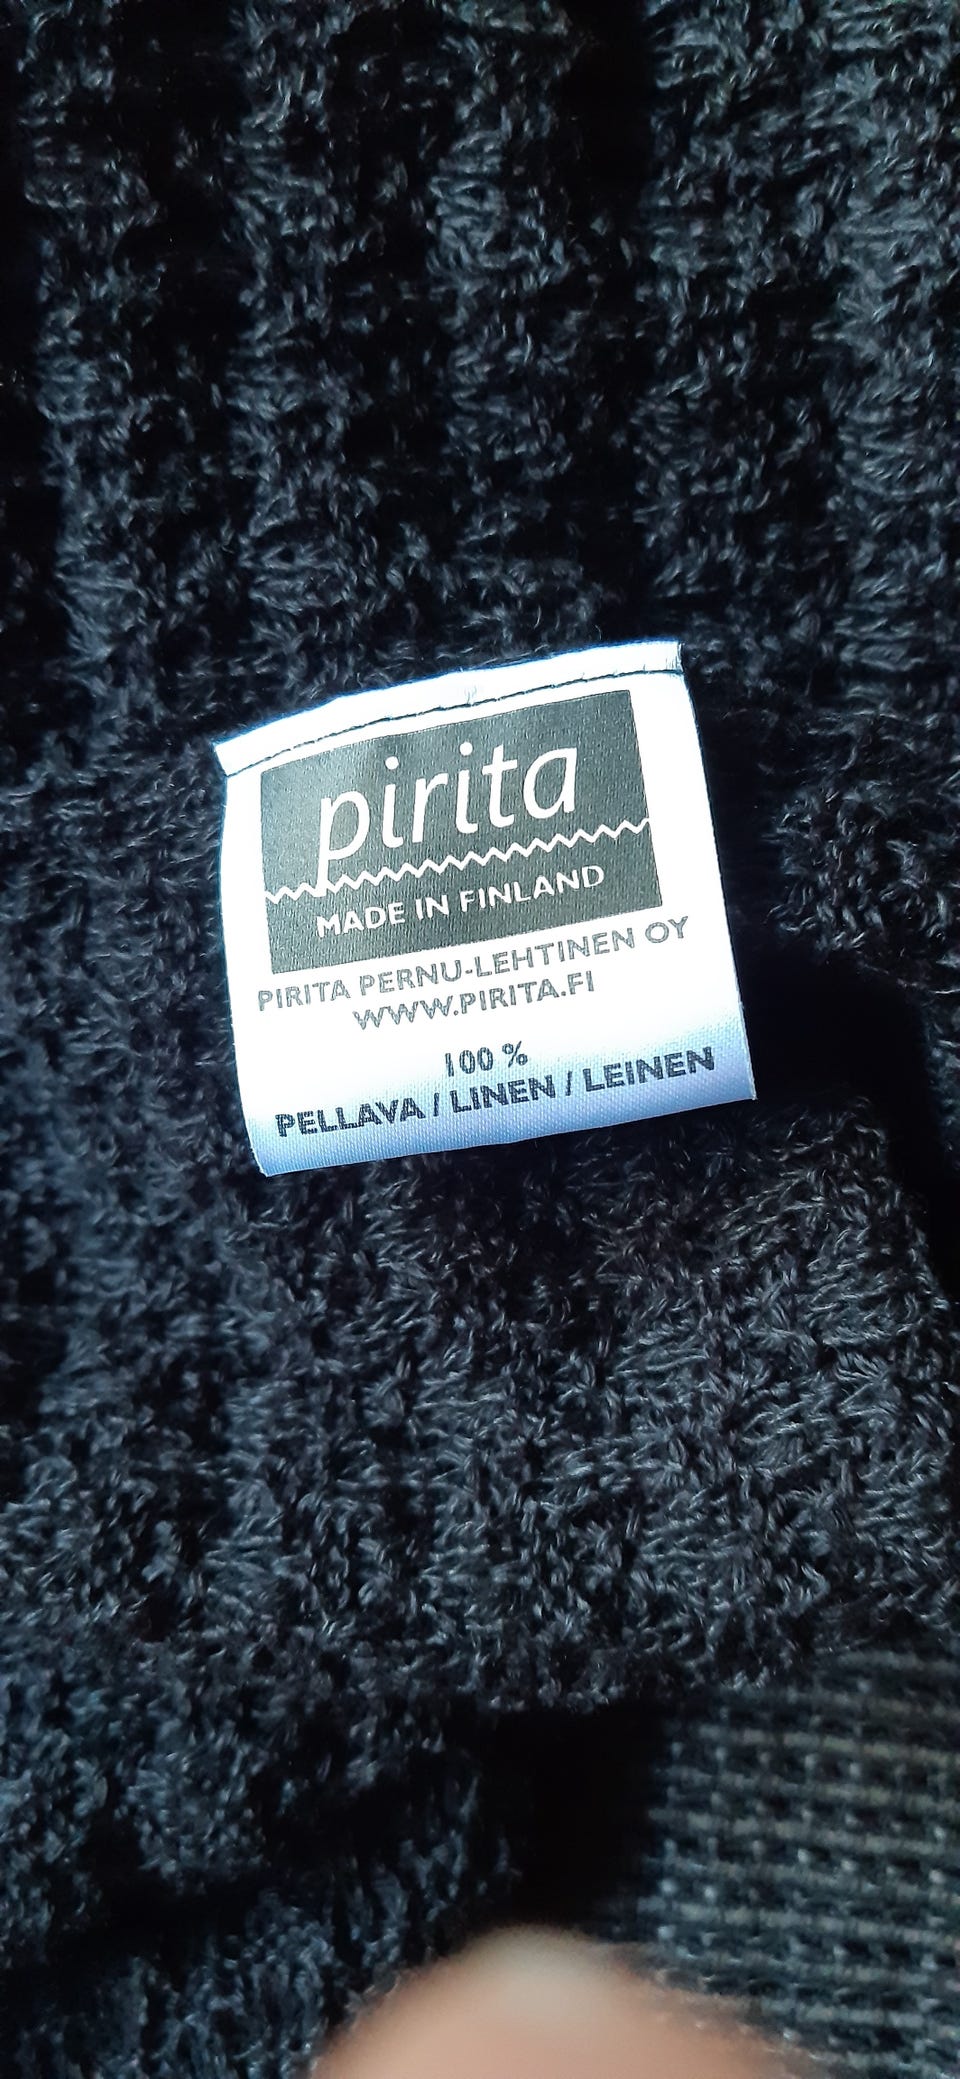 pirita
MADE IN FINLAND
PIRITA PERNU-LEHTINEN OY
WWW.PIRITA.FI
100 %
PELLAVA / LINEN / LEINEN